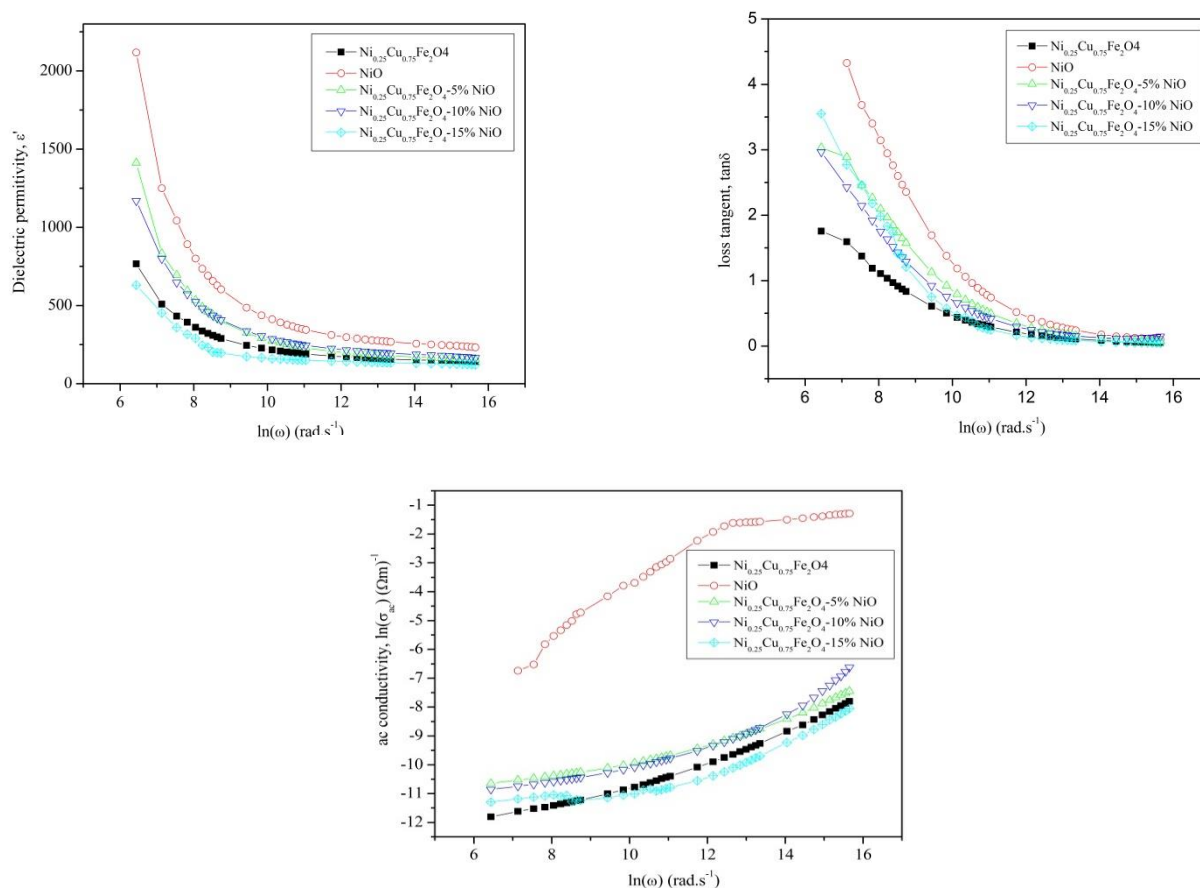 Dielectric permitivity, ε'
2000
1500
1000
500
0
6 8 10 12 14 16
ln(ω) (rad.s⁻¹)
Ni₀.₂₅Cu₀.₇₅Fe₂O4
NiO
Ni₀.₂₅Cu₀.₇₅Fe₂O₄-5% NiO
Ni₀.₂₅Cu₀.₇₅Fe₂O₄-10% NiO
Ni₀.₂₅Cu₀.₇₅Fe₂O₄-15% NiO
loss tangent, tanδ
5
4
3
2
1
0
6 8 10 12 14 16
ln(ω) (rad.s⁻¹)
Ni₀.₂₅Cu₀.₇₅Fe₂O4
NiO
Ni₀.₂₅Cu₀.₇₅Fe₂O₄-5% NiO
Ni₀.₂₅Cu₀.₇₅Fe₂O₄-10% NiO
Ni₀.₂₅Cu₀.₇₅Fe₂O₄-15% NiO
ac conductivity, ln(σac) (Ωm)⁻¹
-1
-2
-3
-4
-5
-6
-7
-8
-9
-10
-11
-12
6 8 10 12 14 16
ln(ω) (rad.s⁻¹)
Ni₀.₂₅Cu₀.₇₅Fe₂O4
NiO
Ni₀.₂₅Cu₀.₇₅Fe₂O₄-5% NiO
Ni₀.₂₅Cu₀.₇₅Fe₂O₄-10% NiO
Ni₀.₂₅Cu₀.₇₅Fe₂O₄-15% NiO